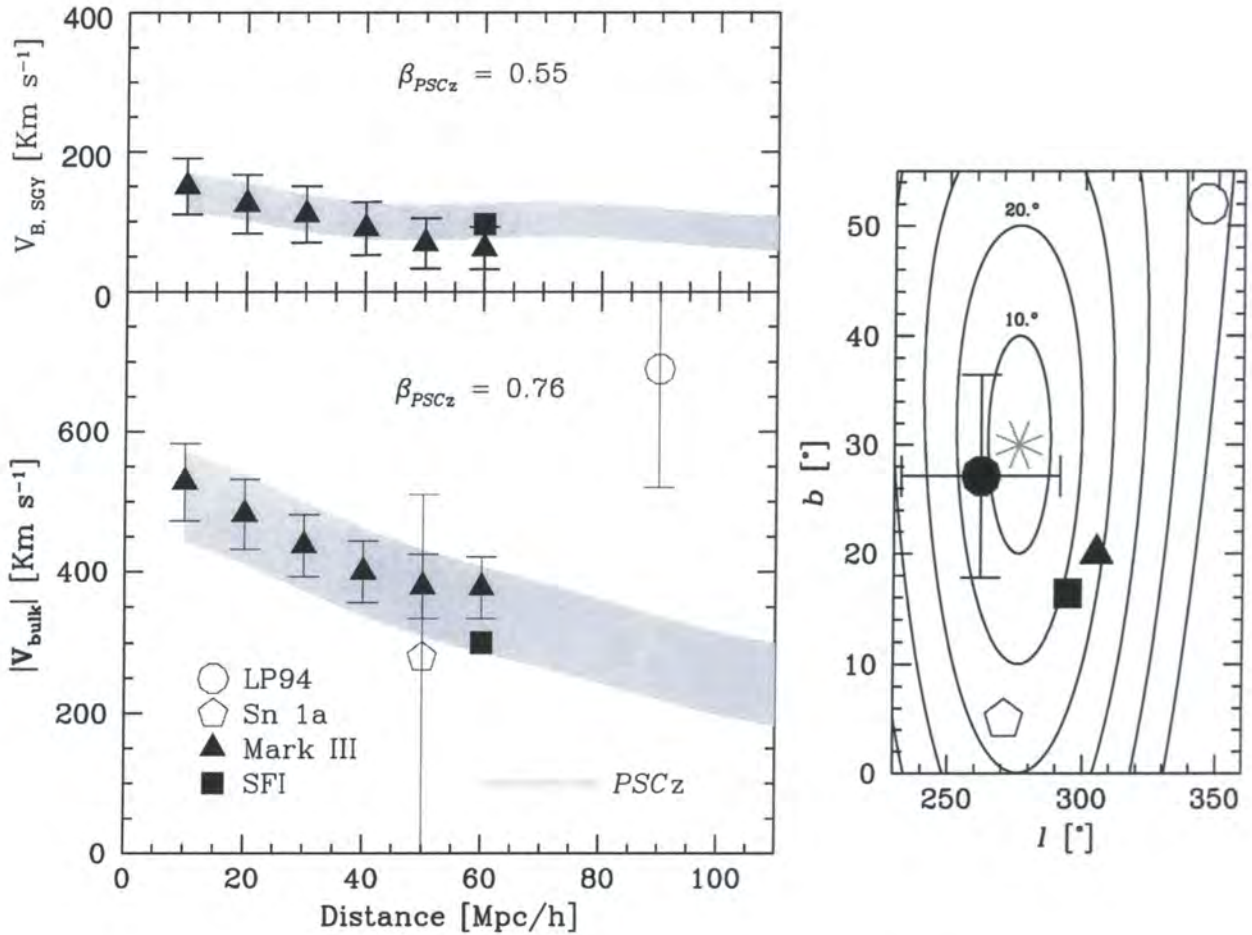 400
200
0
V_B, SGY [Km s⁻¹]
β_PSCz = 0.55
600
400
200
0
|V_bulk| [Km s⁻¹]
β_PSCz = 0.76
LP94
Sn 1a
Mark III
SFI
PSCz
0 20 40 60 80 100
Distance [Mpc/h]
50
40
30
20
10
0
b [°]
20.°
10.°
250 300 350
l [°]